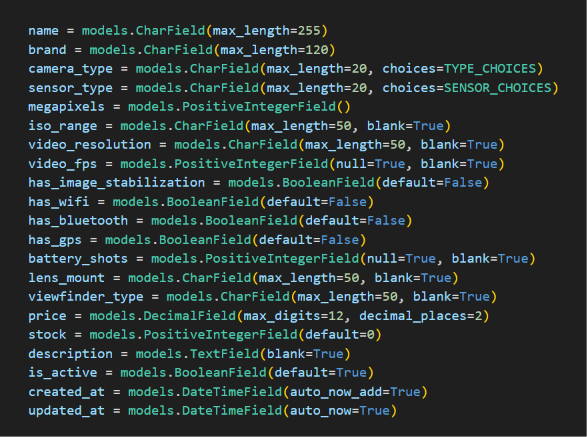 name = models.CharField(max_length=255)
brand = models.CharField(max_length=120)
camera_type = models.CharField(max_length=20, choices=TYPE_CHOICES)
sensor_type = models.CharField(max_length=20, choices=SENSOR_CHOICES)
megapixels = models.PositiveIntegerField()
iso_range = models.CharField(max_length=50, blank=True)
video_resolution = models.CharField(max_length=50, blank=True)
video_fps = models.PositiveIntegerField(null=True, blank=True)
has_image_stabilization = models.BooleanField(default=False)
has_wifi = models.BooleanField(default=False)
has_bluetooth = models.BooleanField(default=False)
has_gps = models.BooleanField(default=False)
battery_shots = models.PositiveIntegerField(null=True, blank=True)
lens_mount = models.CharField(max_length=50, blank=True)
viewfinder_type = models.CharField(max_length=50, blank=True)
price = models.DecimalField(max_digits=12, decimal_places=2)
stock = models.PositiveIntegerField(default=0)
description = models.TextField(blank=True)
is_active = models.BooleanField(default=True)
created_at = models.DateTimeField(auto_now_add=True)
updated_at = models.DateTimeField(auto_now=True)